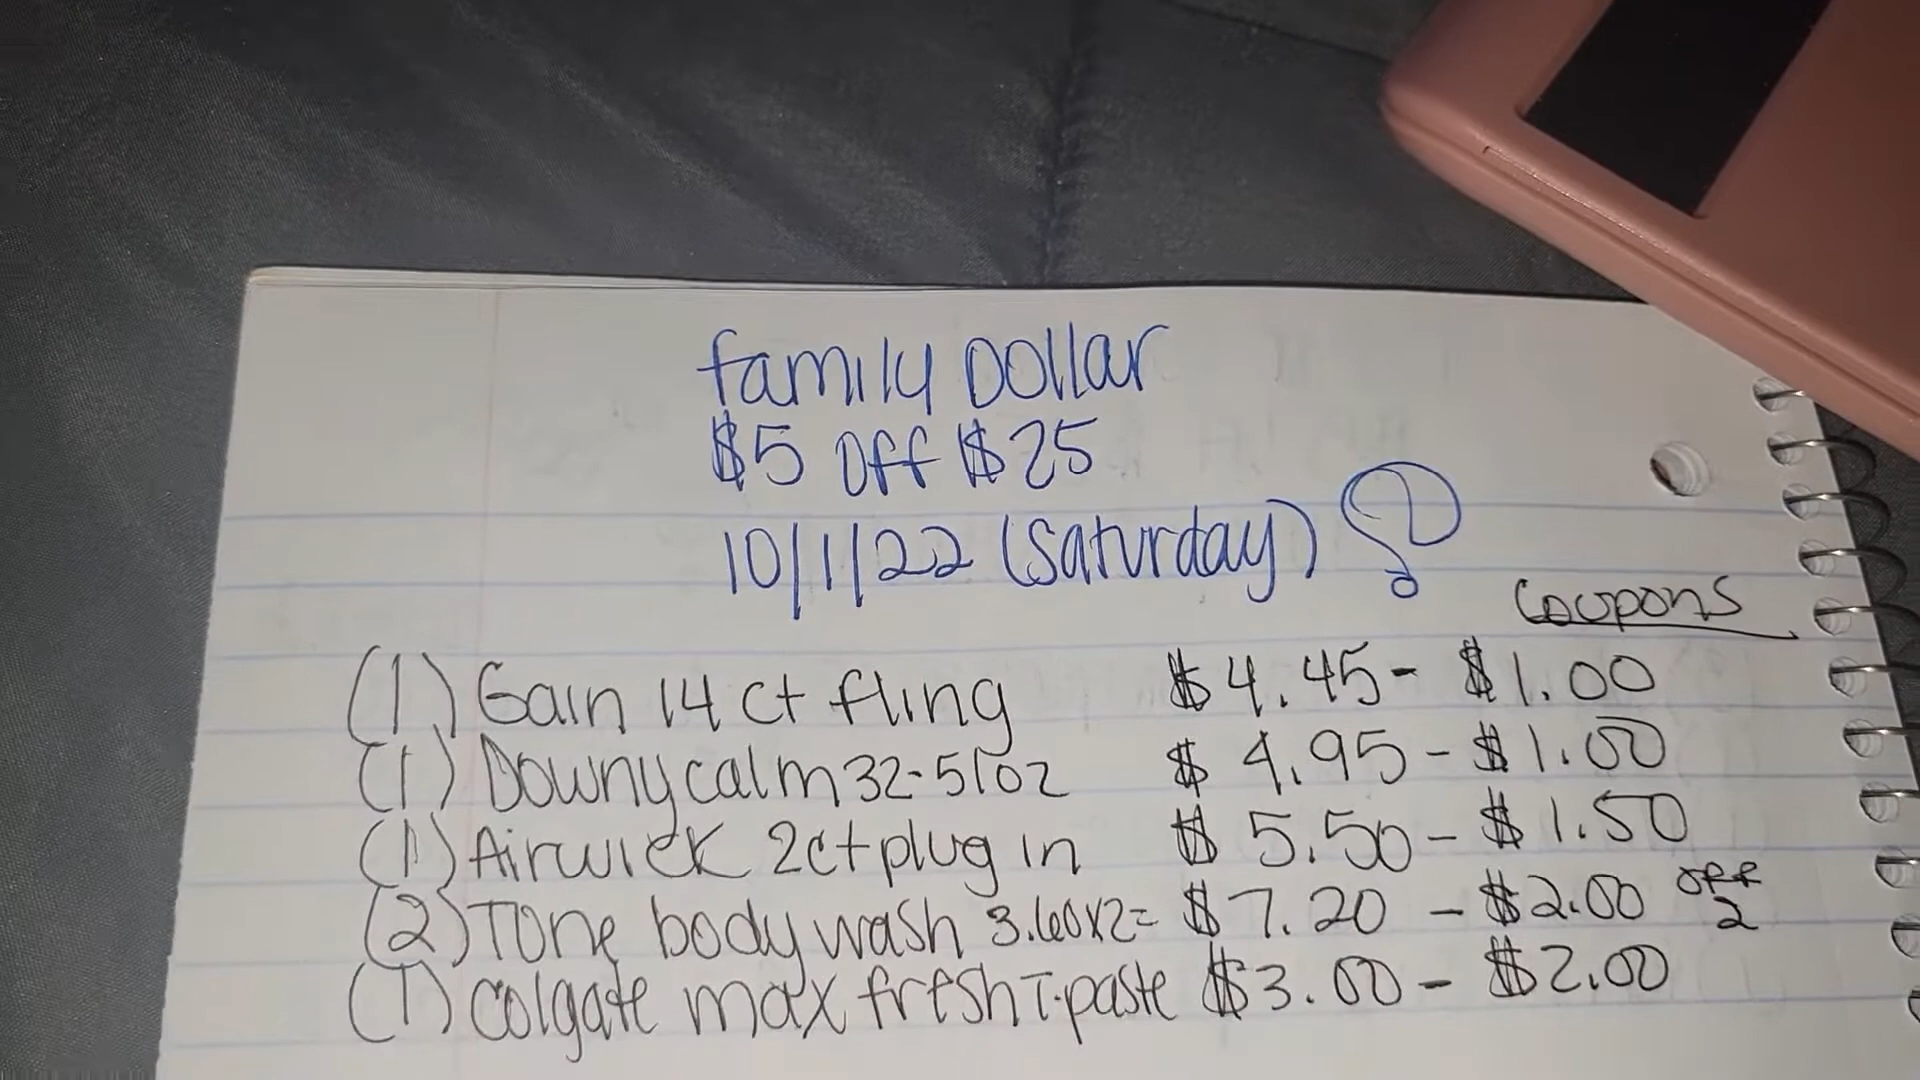 family Dollar
$5 Off $25
10/1/22 (Saturday)
Coupons
(1) Gain 14 ct fling $4.45 - $1.00
(1) Downy calm 32-51oz $4.95 - $1.00
(1) Airwick 2ct plug in $5.50 - $1.50
(2) Tone body wash 3.60x2= $7.20 - $2.00 off 2
(1) Colgate max fresh T.paste $3.00 - $2.00